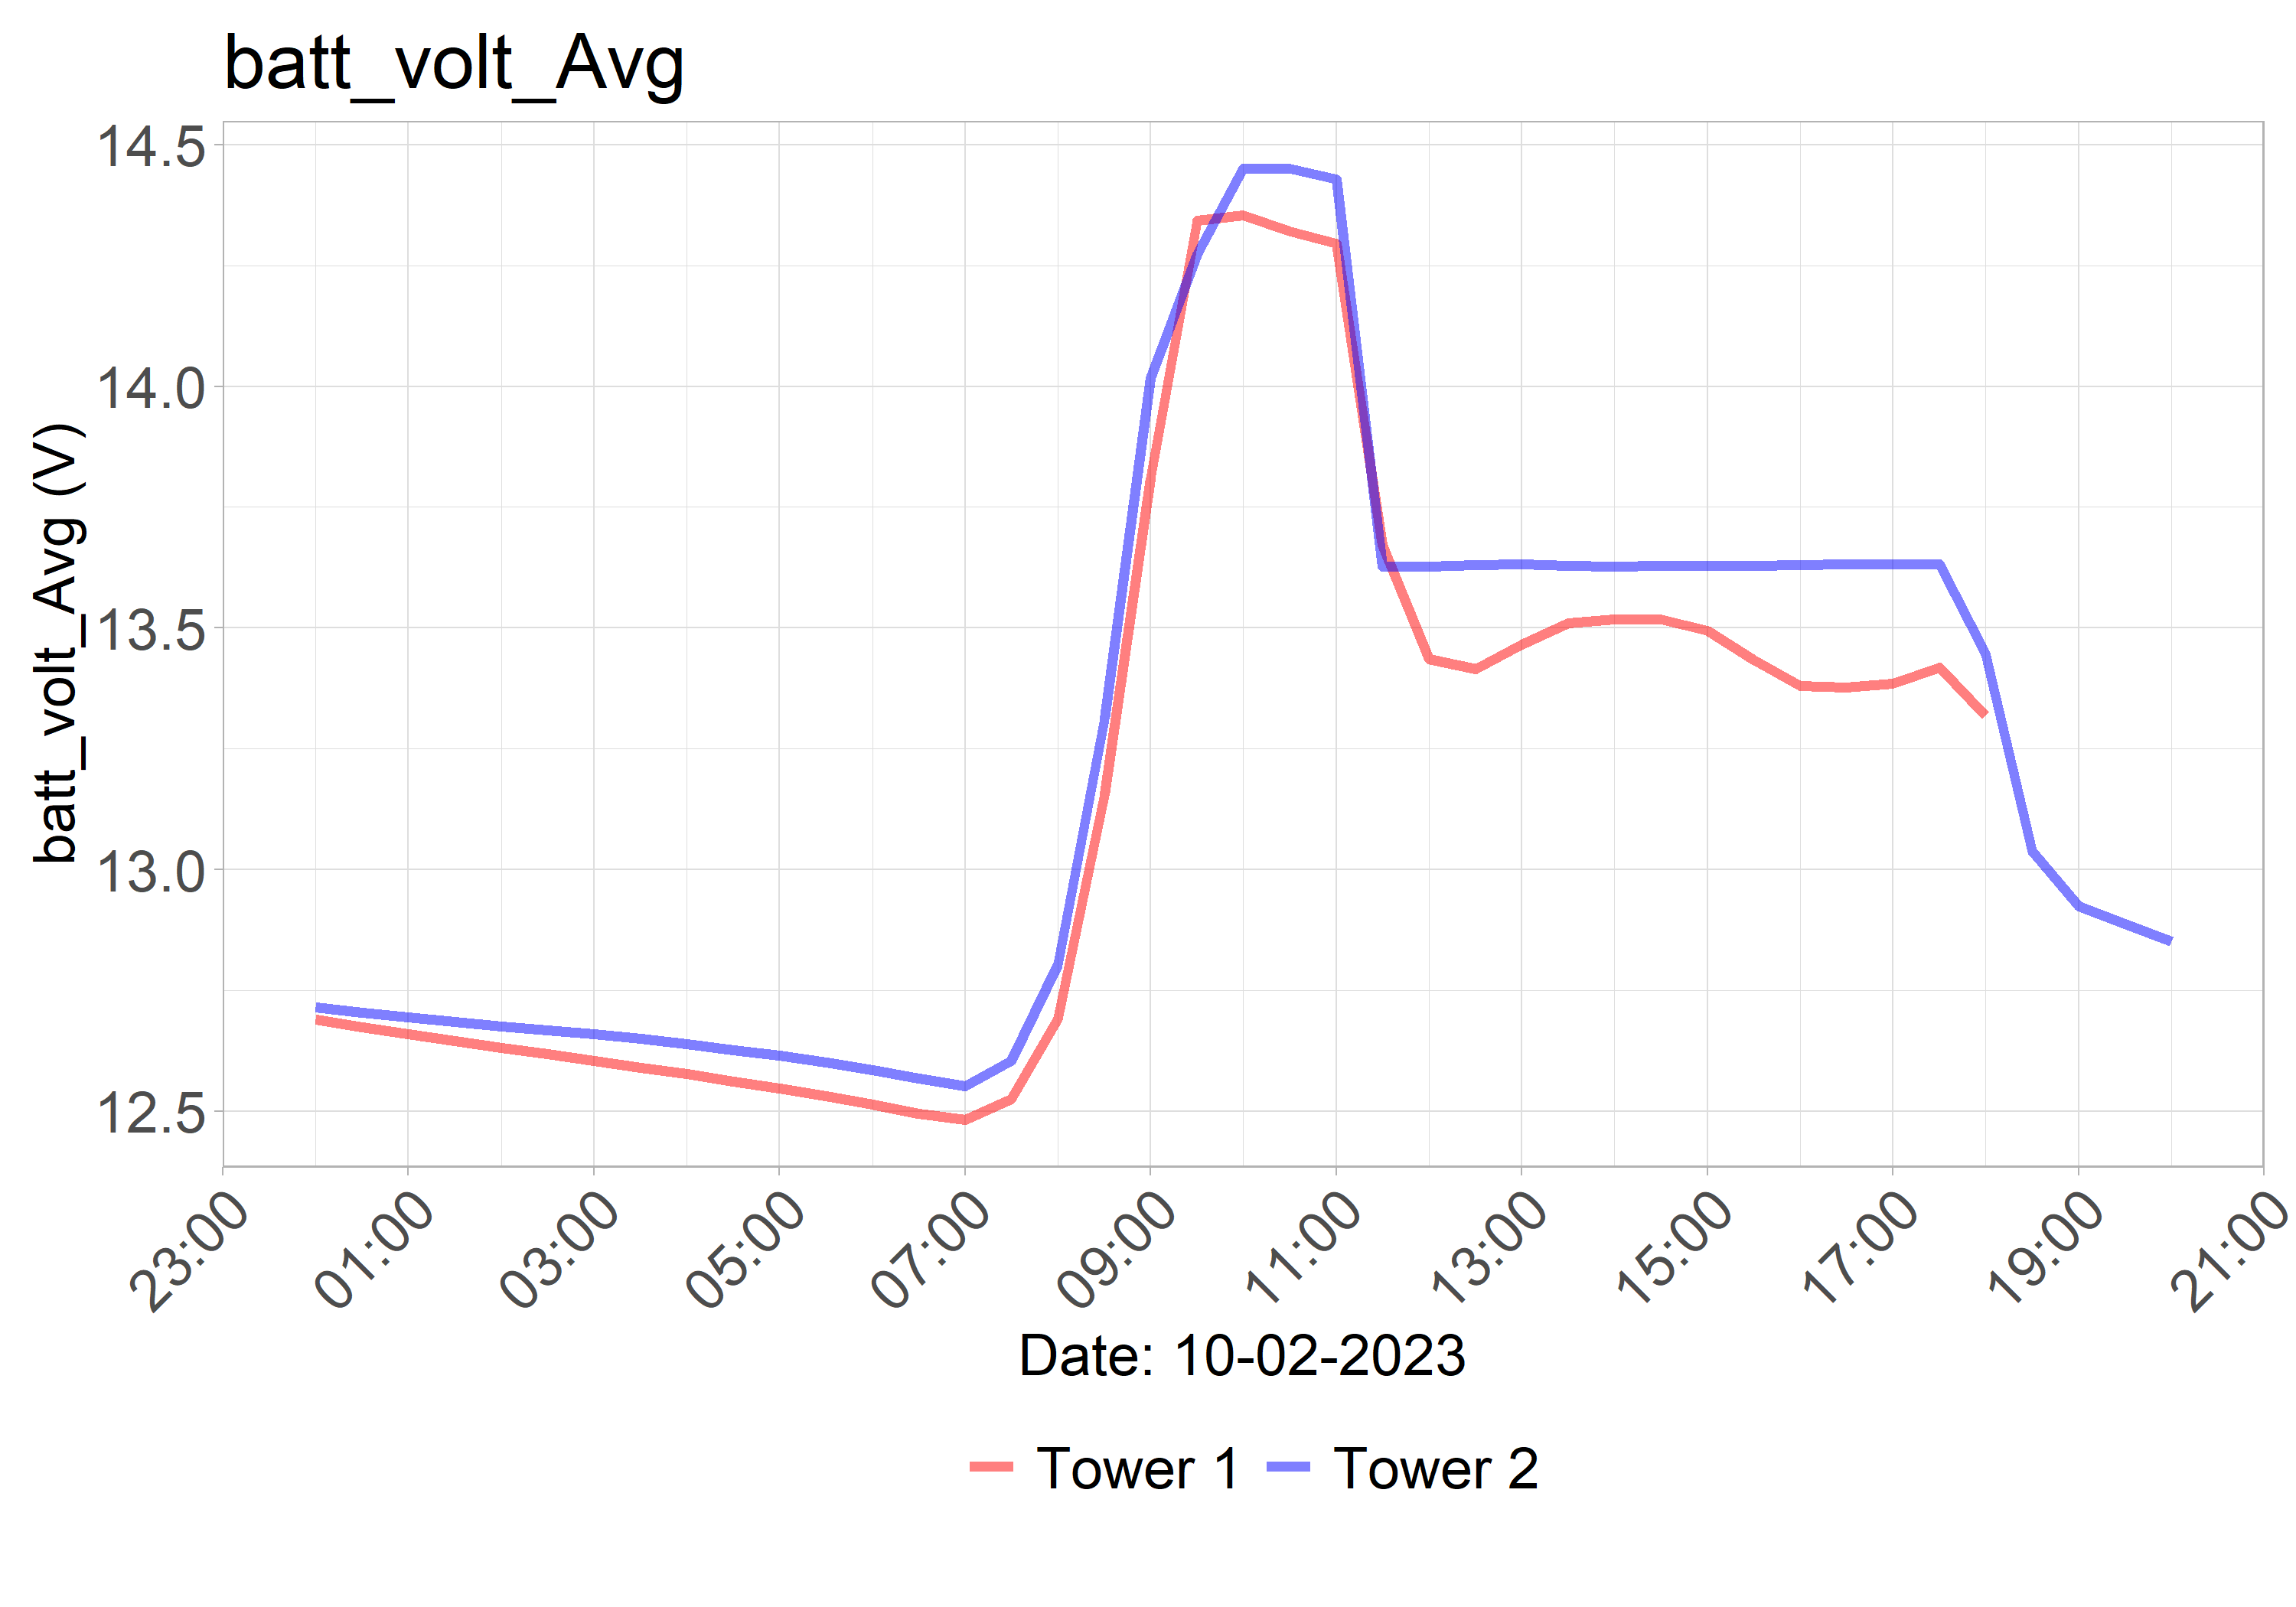 batt_volt_Avg
batt_volt_Avg (V)
14.5
14.0
13.5
13.0
12.5
23:00 01:00 03:00 05:00 07:00 09:00 11:00 13:00 15:00 17:00 19:00 21:00
Date: 10-02-2023
Tower 1 Tower 2